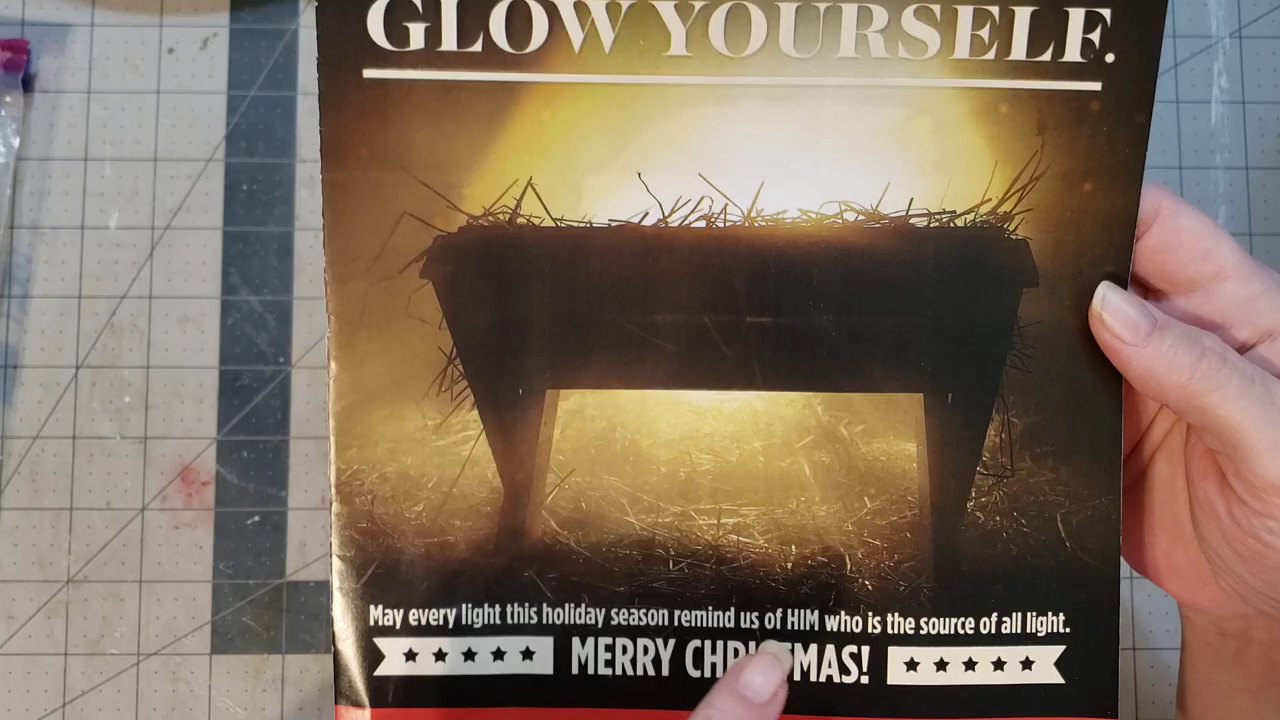 GLOW YOURSELF.
May every light this holiday season remind us of HIM who is the source of all light.
MERRY CHRISTMAS!